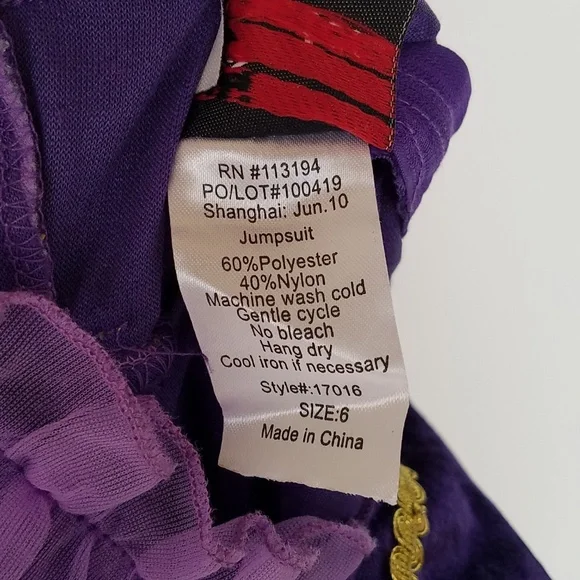 RN #113194
PO/LOT#100419
Shanghai: Jun.10
Jumpsuit
60%Polyester
40%Nylon
Machine wash cold
Gentle cycle
No bleach
Hang dry
Cool iron if necessary
Style#:17016
SIZE:6
Made in China